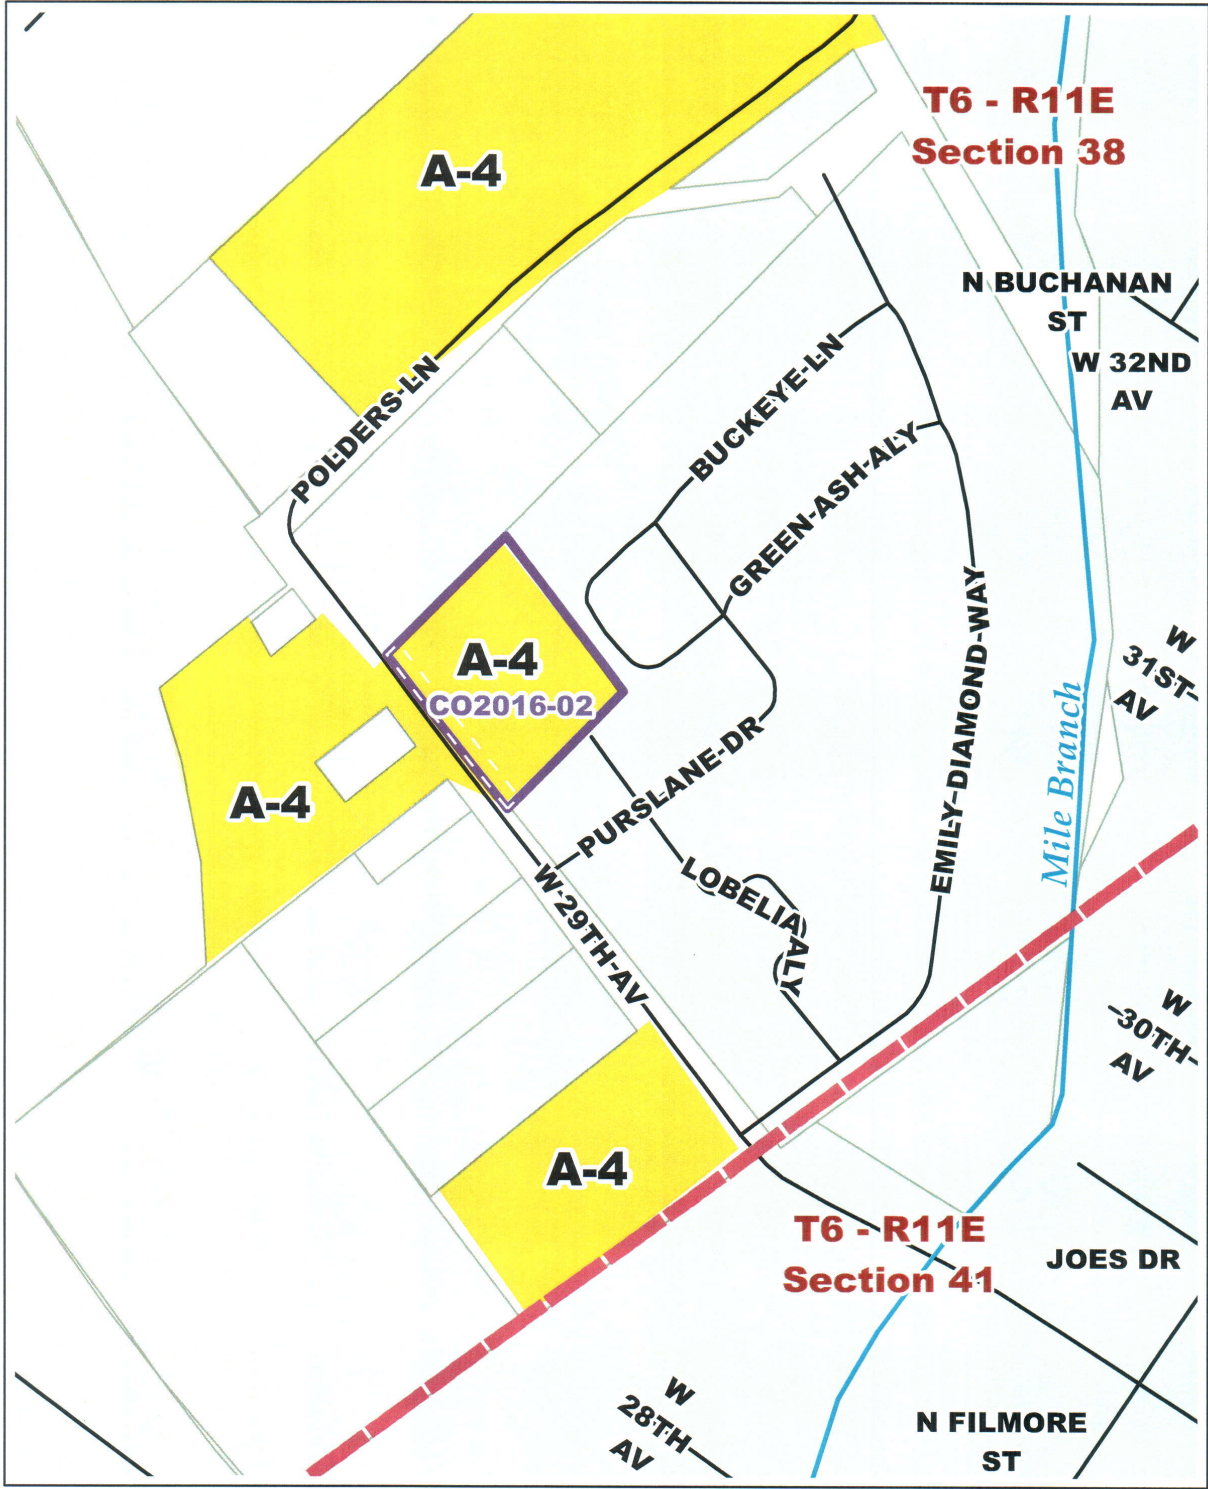 T6 - R11E
Section 38
A-4
N BUCHANAN
ST
W 32ND
AV
POLDERS LN
BUCKEYE LN
GREEN ASH ALY
EMILY DIAMOND WAY
W
31ST
AV
A-4
CO2016-02
Mile Branch
PURSLANE DR
A-4
LOBELIA ALY
W 29TH AV
W
30TH
AV
A-4
T6 - R11E
Section 41
JOES DR
W
28TH
AV
N FILMORE
ST